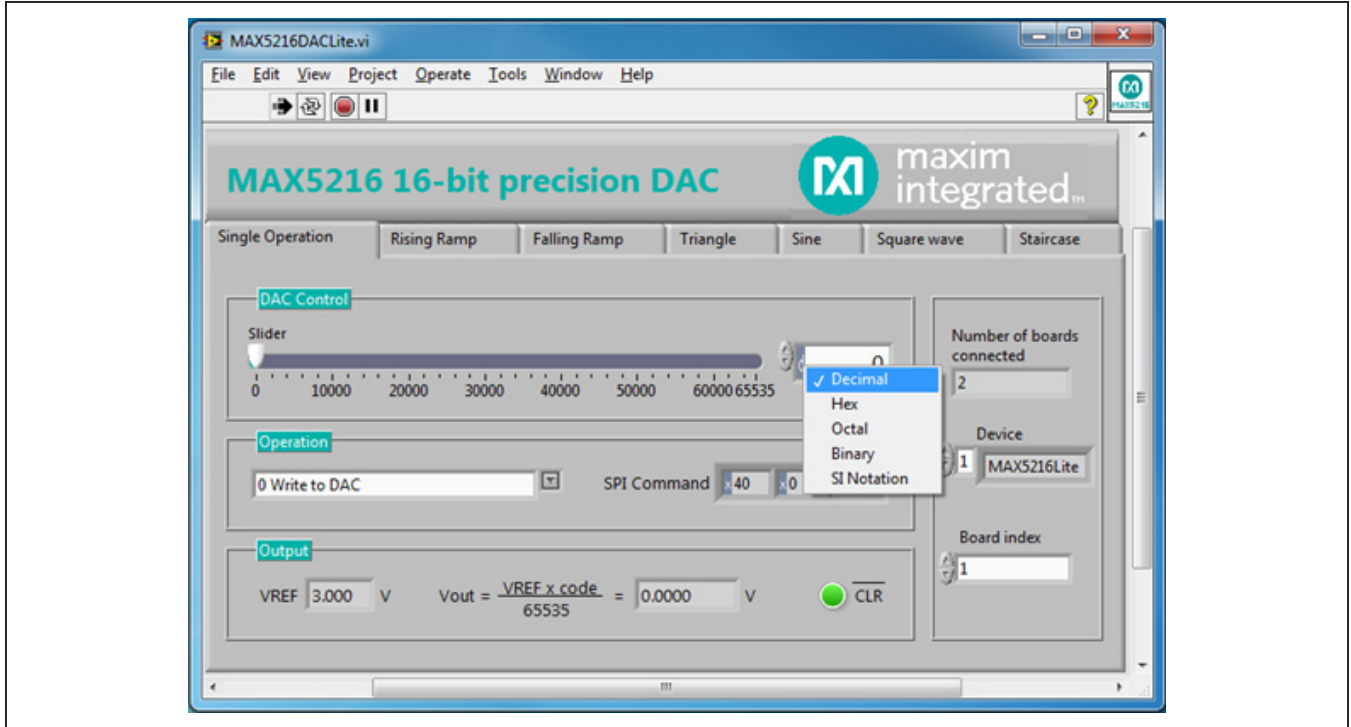 MAX5216DACLite.vi
File Edit View Project Operate Tools Window Help
MAX5216
MAX5216 16-bit precision DAC
maxim
integrated™
Single Operation Rising Ramp Falling Ramp Triangle Sine Square wave Staircase
DAC Control
Slider
0
0 10000 20000 30000 40000 50000 60000 65535
✓ Decimal
Hex
Octal
Binary
SI Notation
Number of boards
connected
2
Device
1 MAX5216Lite
Operation
0 Write to DAC
SPI Command x40 x0
Board index
1
Output
VREF 3.000 V Vout = VREF x code = 0.0000 V CLR
65535